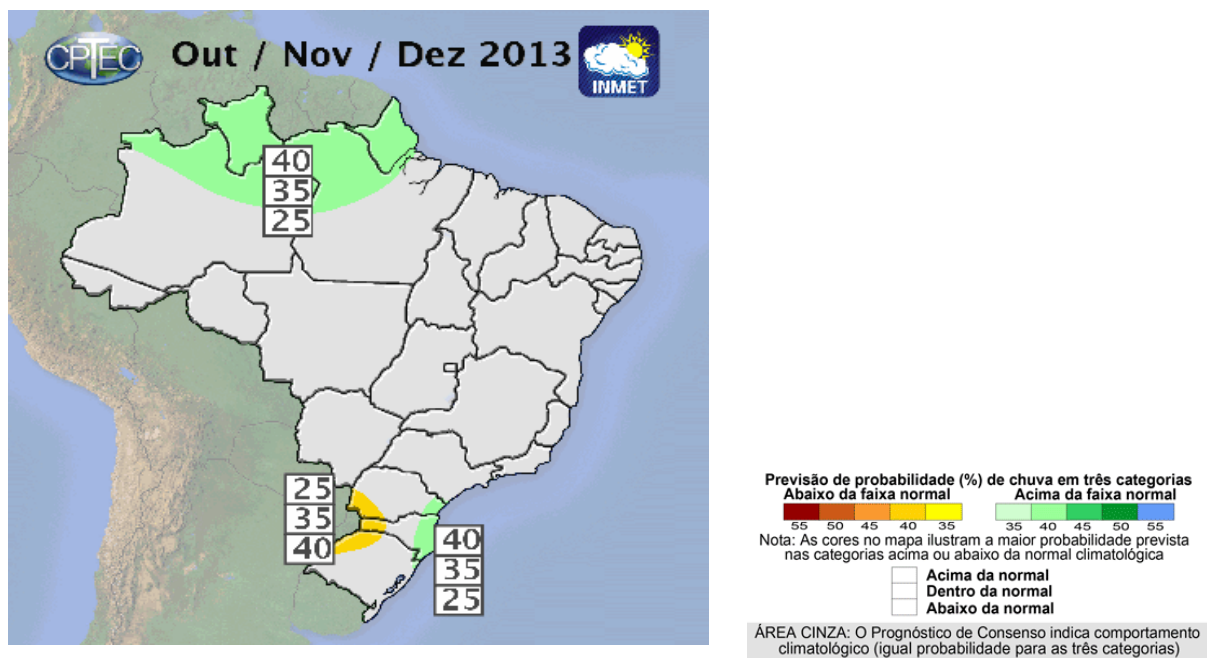 CPTEC
Out / Nov / Dez 2013
INMET
40
35
25
25
35
40
40
35
25
Previsão de probabilidade (%) de chuva em três categorias
Abaixo da faixa normal
Acima da faixa normal
55 50 45 40 35
35 40 45 50 55
Nota: As cores no mapa ilustram a maior probabilidade prevista
nas categorias acima ou abaixo da normal climatológica
Acima da normal
Dentro da normal
Abaixo da normal
ÁREA CINZA: O Prognóstico de Consenso indica comportamento
climatológico (igual probabilidade para as três categorias)